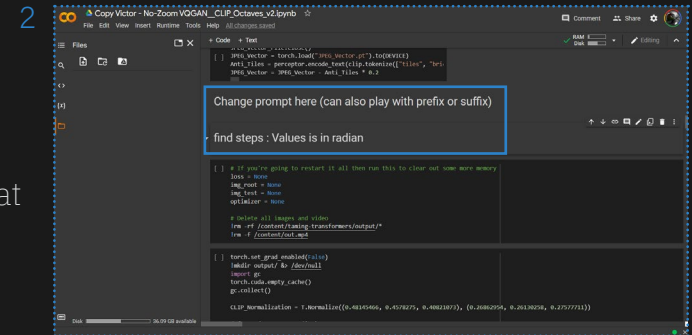 2
at
CO
Copy Victor - No-Zoom VQGAN__CLIP_Octaves_v2.ipynb
File Edit View Insert Runtime Tools Help All changes saved
Comment Share
Files
+ Code + Text
RAM
Disk
Editing
JPEG_Vector = torch.load("JPEG_Vector.pt").to(DEVICE)
Anti_Tiles = perceptor.encode_text(clip.tokenize(["tiles", "bri
JPEG_Vector = JPEG_Vector - Anti_Tiles * 0.2
Change prompt here (can also play with prefix or suffix)
find steps : Values is in radian
[ ] # If you're going to restart it all then run this to clear out some more memory
loss = None
img_root = None
img_test = None
optimizer = None
# Delete all images and video
!rm -rf /content/taming-transformers/output/*
!rm -f /content/out.mp4
[ ] torch.set_grad_enabled(False)
!mkdir output/ &> /dev/null
import gc
torch.cuda.empty_cache()
gc.collect()
CLIP_Normalization = T.Normalize((0.48145466, 0.4578275, 0.40821073), (0.26862954, 0.26130258, 0.27577711))
Disk 36.09 GB available